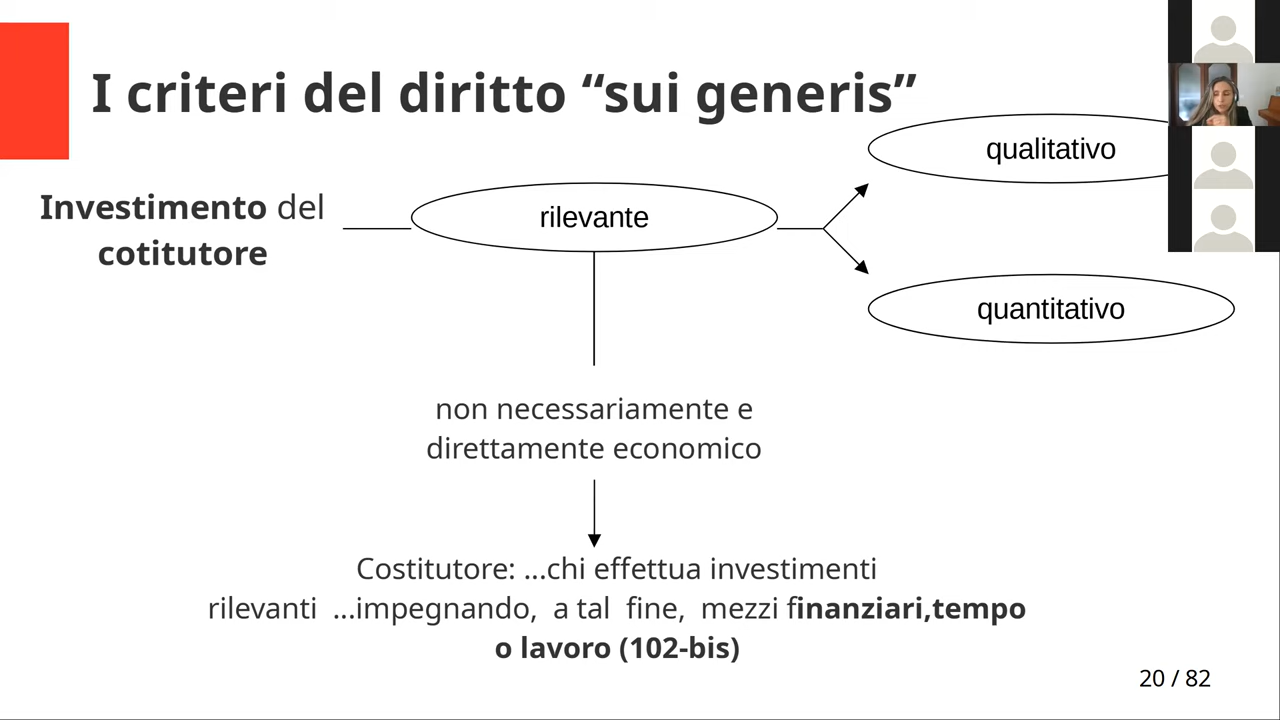 I criteri del diritto “sui generis”
qualitativo
Investimento del
cotitutore
rilevante
quantitativo
non necessariamente e
direttamente economico
Costitutore: ...chi effettua investimenti
rilevanti ...impegnando, a tal fine, mezzi finanziari,tempo
o lavoro (102-bis)
20 / 82